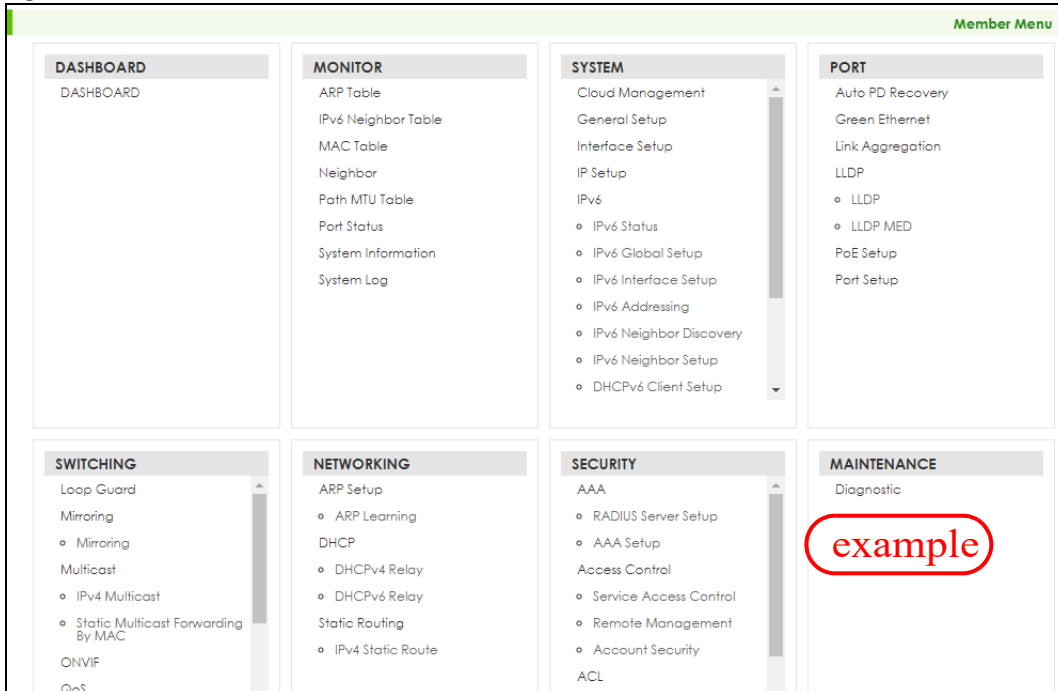 Member Menu
DASHBOARD
DASHBOARD
MONITOR
ARP Table
IPv6 Neighbor Table
MAC Table
Neighbor
Path MTU Table
Port Status
System Information
System Log
SYSTEM
Cloud Management
General Setup
Interface Setup
IP Setup
IPv6
IPv6 Status
IPv6 Global Setup
IPv6 Interface Setup
IPv6 Addressing
IPv6 Neighbor Discovery
IPv6 Neighbor Setup
DHCPv6 Client Setup
PORT
Auto PD Recovery
Green Ethernet
Link Aggregation
LLDP
LLDP
LLDP MED
PoE Setup
Port Setup
SWITCHING
Loop Guard
Mirroring
Mirroring
Multicast
IPv4 Multicast
Static Multicast Forwarding
By MAC
ONVIF
QoS
NETWORKING
ARP Setup
ARP Learning
DHCP
DHCPv4 Relay
DHCPv6 Relay
Static Routing
IPv4 Static Route
SECURITY
AAA
RADIUS Server Setup
AAA Setup
Access Control
Service Access Control
Remote Management
Account Security
ACL
MAINTENANCE
Diagnostic
example